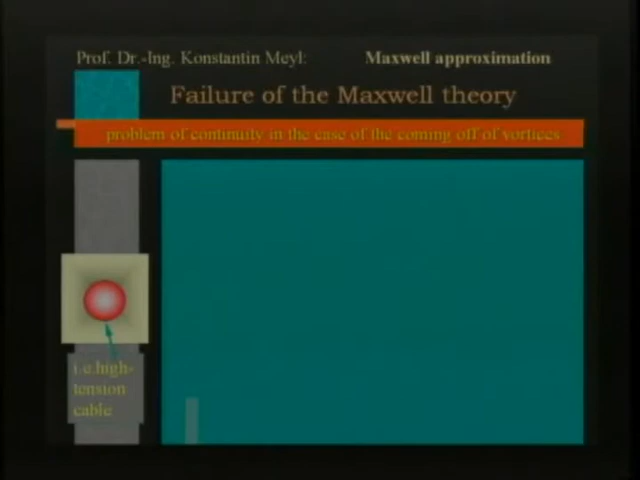 Prof. Dr.-Ing. Konstantin Meyl: Maxwell approximation
Failure of the Maxwell theory
problem of continuity in the case of the coming off of vortices
i.e.high-
tension
cable